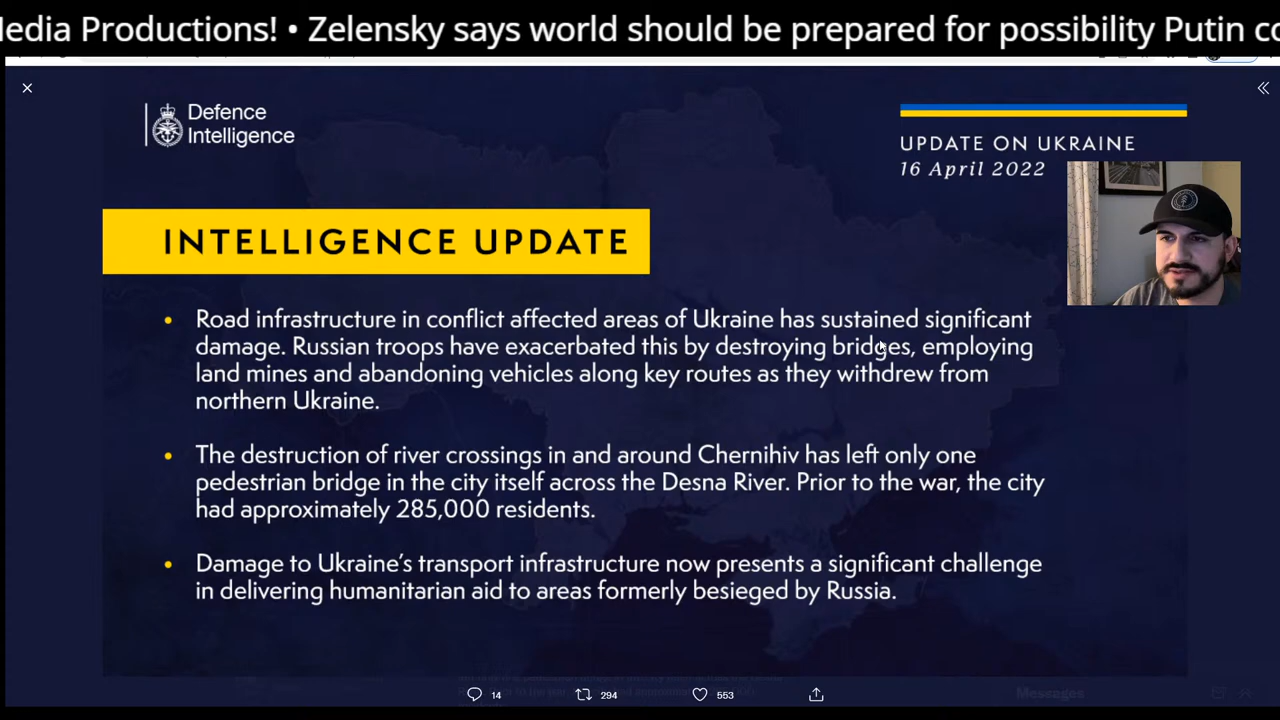 Media Productions! • Zelensky says world should be prepared for possibility Putin
Defence
Intelligence
UPDATE ON UKRAINE
16 April 2022
INTELLIGENCE UPDATE
• Road infrastructure in conflict affected areas of Ukraine has sustained significant
damage. Russian troops have exacerbated this by destroying bridges, employing
land mines and abandoning vehicles along key routes as they withdrew from
northern Ukraine.
• The destruction of river crossings in and around Chernihiv has left only one
pedestrian bridge in the city itself across the Desna River. Prior to the war, the city
had approximately 285,000 residents.
• Damage to Ukraine’s transport infrastructure now presents a significant challenge
in delivering humanitarian aid to areas formerly besieged by Russia.
14 294 553
Messages